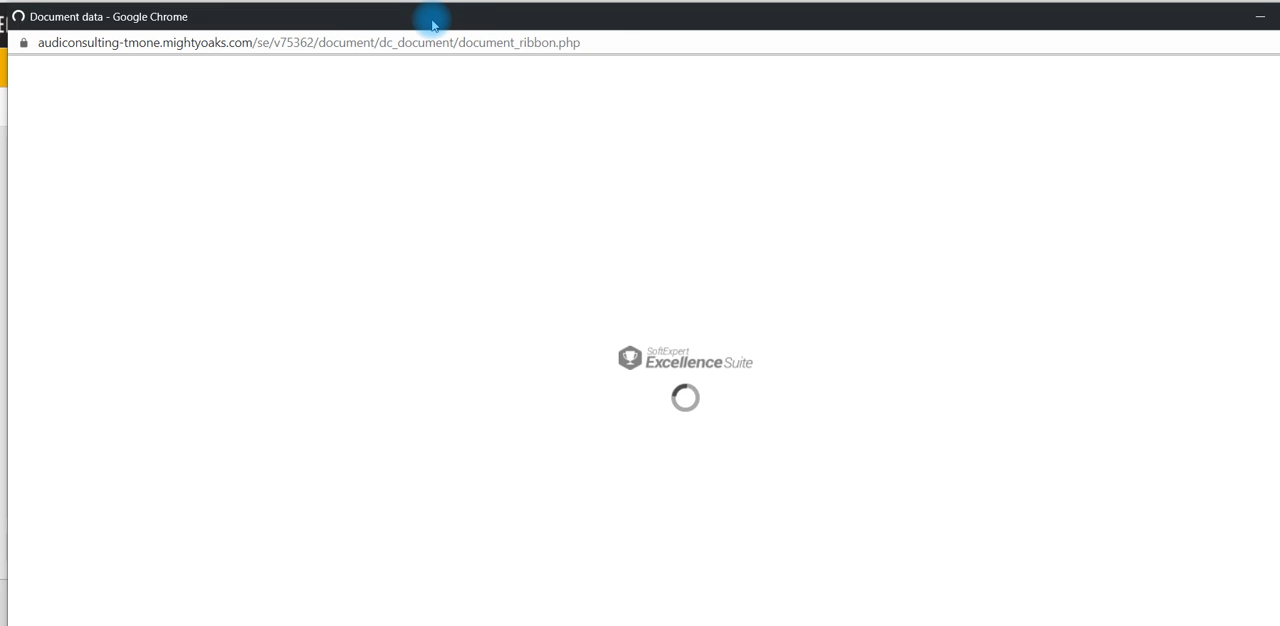 Document data - Google Chrome
audiconsulting-tmone.mightyoaks.com/se/v75362/document/dc_document/document_ribbon.php
SoftExpert
Excellence Suite